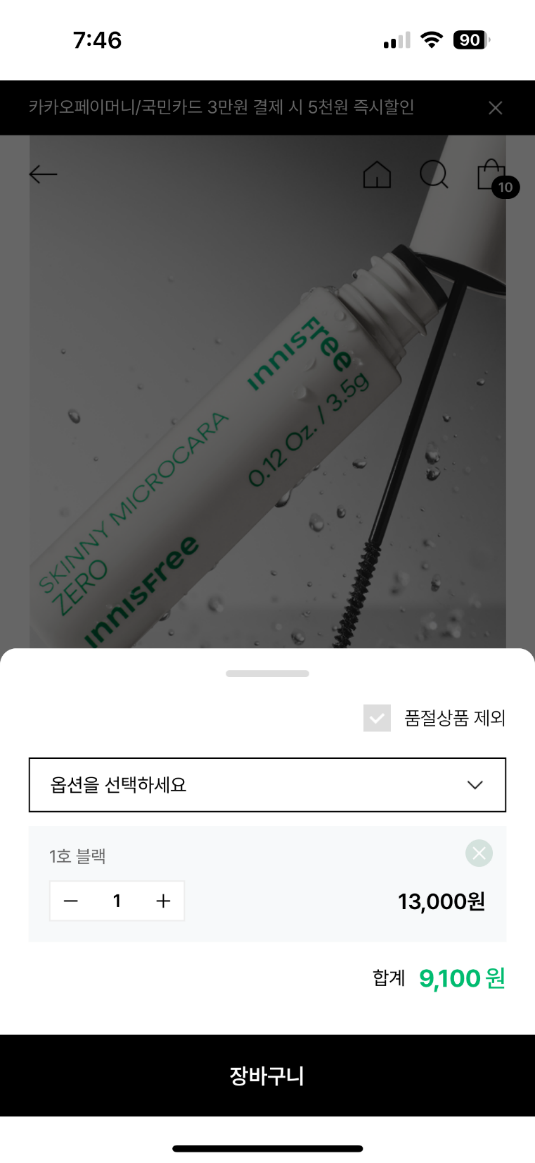 7:46
90
카카오페이머니/국민카드 3만원 결제 시 5천원 즉시할인
10
innisfree
0.12 Oz. / 3.5g
SKINNY MICROCARA
ZERO
innisfree
품절상품 제외
옵션을 선택하세요
1호 블랙
1
13,000원
합계 9,100 원
장바구니